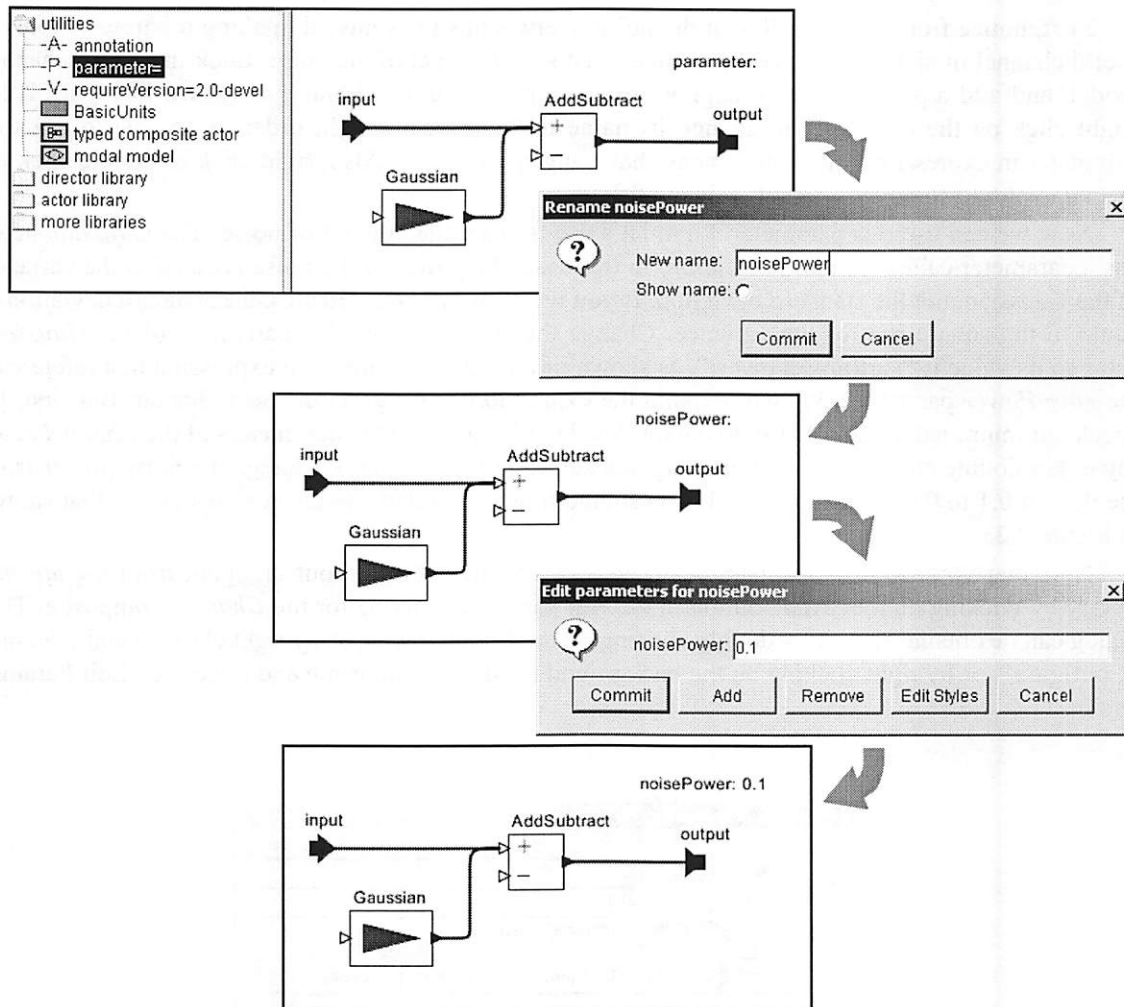 utilities
-A- annotation
-P- parameter=
-V- requireVersion=2.0-devel
BasicUnits
typed composite actor
modal model
director library
actor library
more libraries
parameter:
input
AddSubtract
+
−
output
Gaussian
Rename noisePower
New name: noisePower
Show name:
Commit Cancel
noisePower:
input
AddSubtract
+
−
output
Gaussian
Edit parameters for noisePower
noisePower: 0.1
Commit Add Remove Edit Styles Cancel
noisePower: 0.1
input
AddSubtract
+
−
output
Gaussian